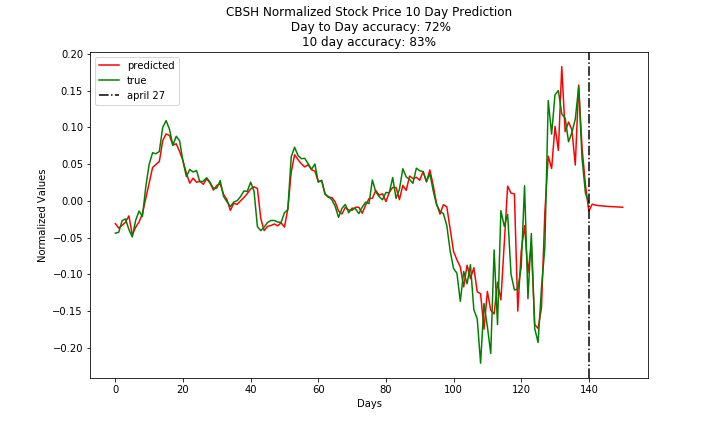 CBSH Normalized Stock Price 10 Day Prediction
Day to Day accuracy: 72%
10 day accuracy: 83%
predicted
true
april 27
Normalized Values
0.20
0.15
0.10
0.05
0.00
−0.05
−0.10
−0.15
−0.20
0 20 40 60 80 100 120 140
Days